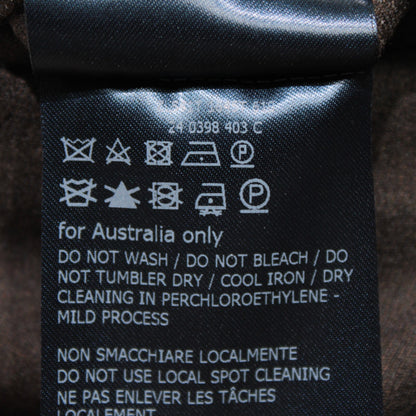 24 0398 403 C
P
P
for Australia only
DO NOT WASH / DO NOT BLEACH / DO
NOT TUMBLER DRY / COOL IRON / DRY
CLEANING IN PERCHLOROETHYLENE -
MILD PROCESS
NON SMACCHIARE LOCALMENTE
DO NOT USE LOCAL SPOT CLEANING
NE PAS ENLEVER LES TÂCHES
LOCALEMENT